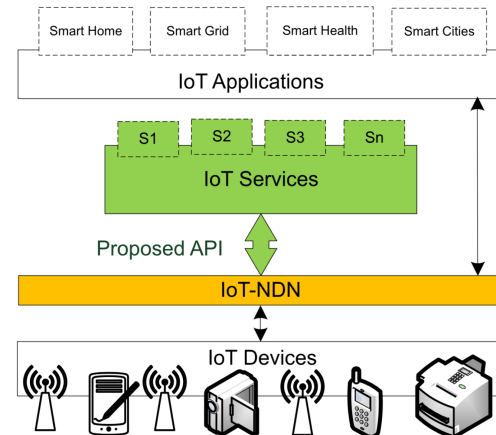 Smart Home
Smart Grid
Smart Health
Smart Cities
IoT Applications
S1
S2
S3
Sn
IoT Services
Proposed API
IoT-NDN
IoT Devices